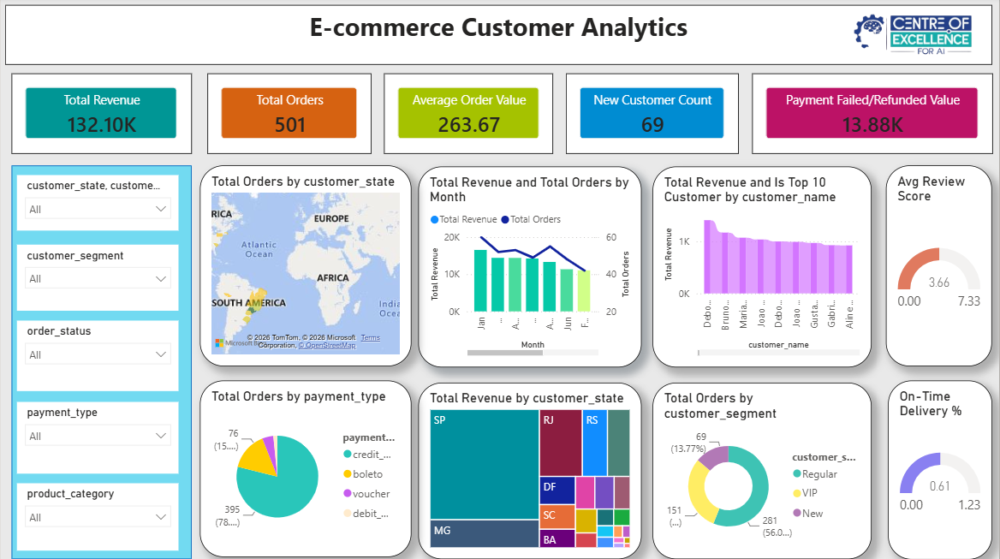 E-commerce Customer Analytics
CENTRE OF
EXCELLENCE
FOR AI
Total Revenue
132.10K
Total Orders
501
Average Order Value
263.67
New Customer Count
69
Payment Failed/Refunded Value
13.88K
customer_state, custome...
All
customer_segment
All
order_status
All
payment_type
All
product_category
All
Total Orders by customer_state
RICA
EUROPE
Atlantic
Ocean
AFRICA
SOUTH AMERICA
India
Ocea
© 2026 TomTom, © 2026 Microsoft
Corporation, © OpenStreetMap
Terms
Microsoft Bing
Total Revenue and Total Orders by
Month
Total Revenue
Total Orders
20K
10K
0K
Total Revenue
60
40
20
Total Orders
Jan
...
A...
...
A...
Jun
F...
Month
Total Revenue and Is Top 10
Customer by customer_name
1K
0K
Total Revenue
Debo...
Bruno...
Maria...
Joao ...
Debo...
Joao ...
Gusta...
Gabri...
Aline...
customer_name
Avg Review
Score
3.66
0.00
7.33
Total Orders by payment_type
76
(15....)
395
(78....)
payment...
credit_...
boleto
voucher
debit_...
Total Revenue by customer_state
SP
MG
RJ
RS
DF
SC
BA
Total Orders by
customer_segment
69
(13.77%)
151
(...)
281
(56.0...)
customer_s...
Regular
VIP
New
On-Time
Delivery %
0.61
0.00
1.23